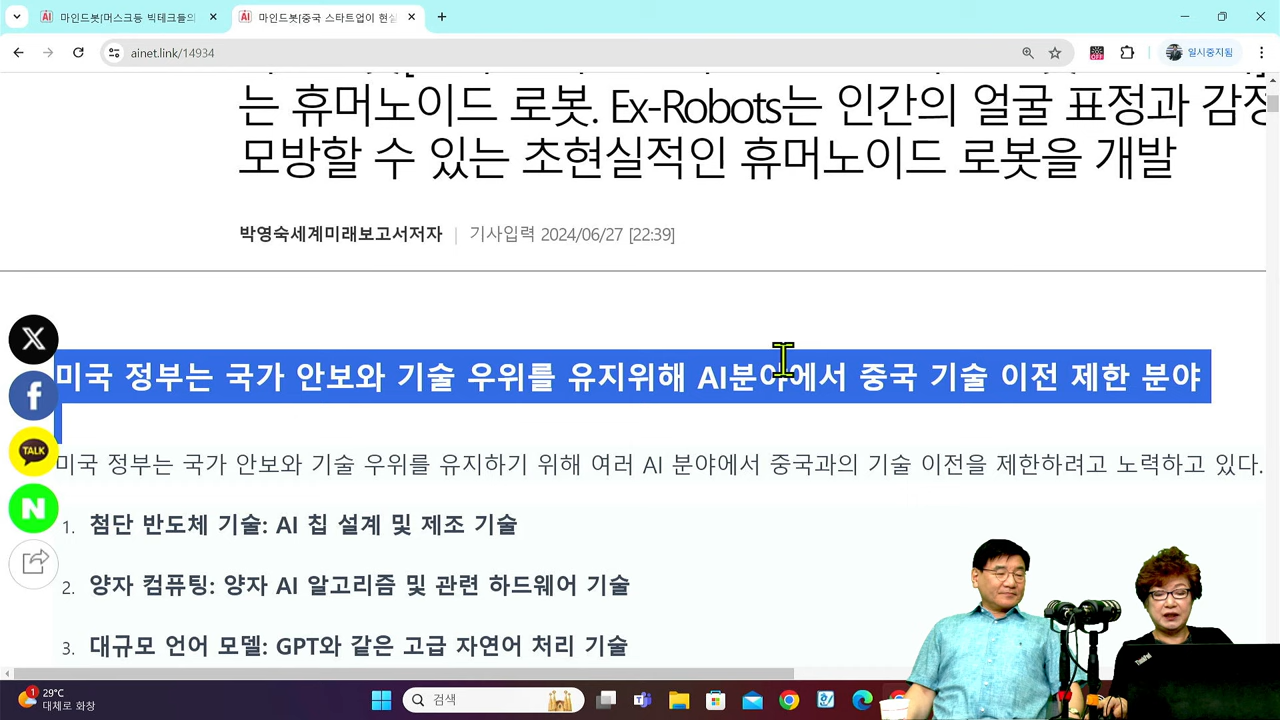 마인드봇[머스크등 빅테크들의
마인드봇[중국 스타트업이 현실
ainet.link/14934
OFF
일시중지됨
는 휴머노이드 로봇. Ex-Robots는 인간의 얼굴 표정과 감정
모방할 수 있는 초현실적인 휴머노이드 로봇을 개발
박영숙세계미래보고서저자 | 기사입력 2024/06/27 [22:39]
미국 정부는 국가 안보와 기술 우위를 유지위해 AI분야에서 중국 기술 이전 제한 분야
미국 정부는 국가 안보와 기술 우위를 유지하기 위해 여러 AI 분야에서 중국과의 기술 이전을 제한하려고 노력하고 있다.
1. 첨단 반도체 기술: AI 칩 설계 및 제조 기술
2. 양자 컴퓨팅: 양자 AI 알고리즘 및 관련 하드웨어 기술
3. 대규모 언어 모델: GPT와 같은 고급 자연어 처리 기술
TALK
N
1
29°C
대체로 화창
검색
ThinkPad